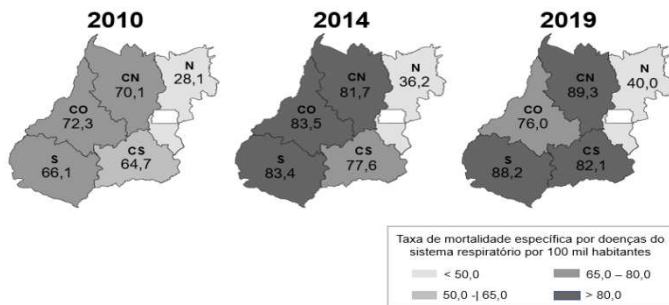 2010
N
28,1
CN
70,1
CO
72,3
CS
64,7
S
66,1
2014
N
36,2
CN
81,7
CO
83,5
CS
77,6
S
83,4
2019
N
40,0
CN
89,3
CO
76,0
CS
82,1
S
88,2
Taxa de mortalidade específica por doenças do
sistema respiratório por 100 mil habitantes
< 50,0
65,0 – 80,0
50,0 -| 65,0
> 80,0